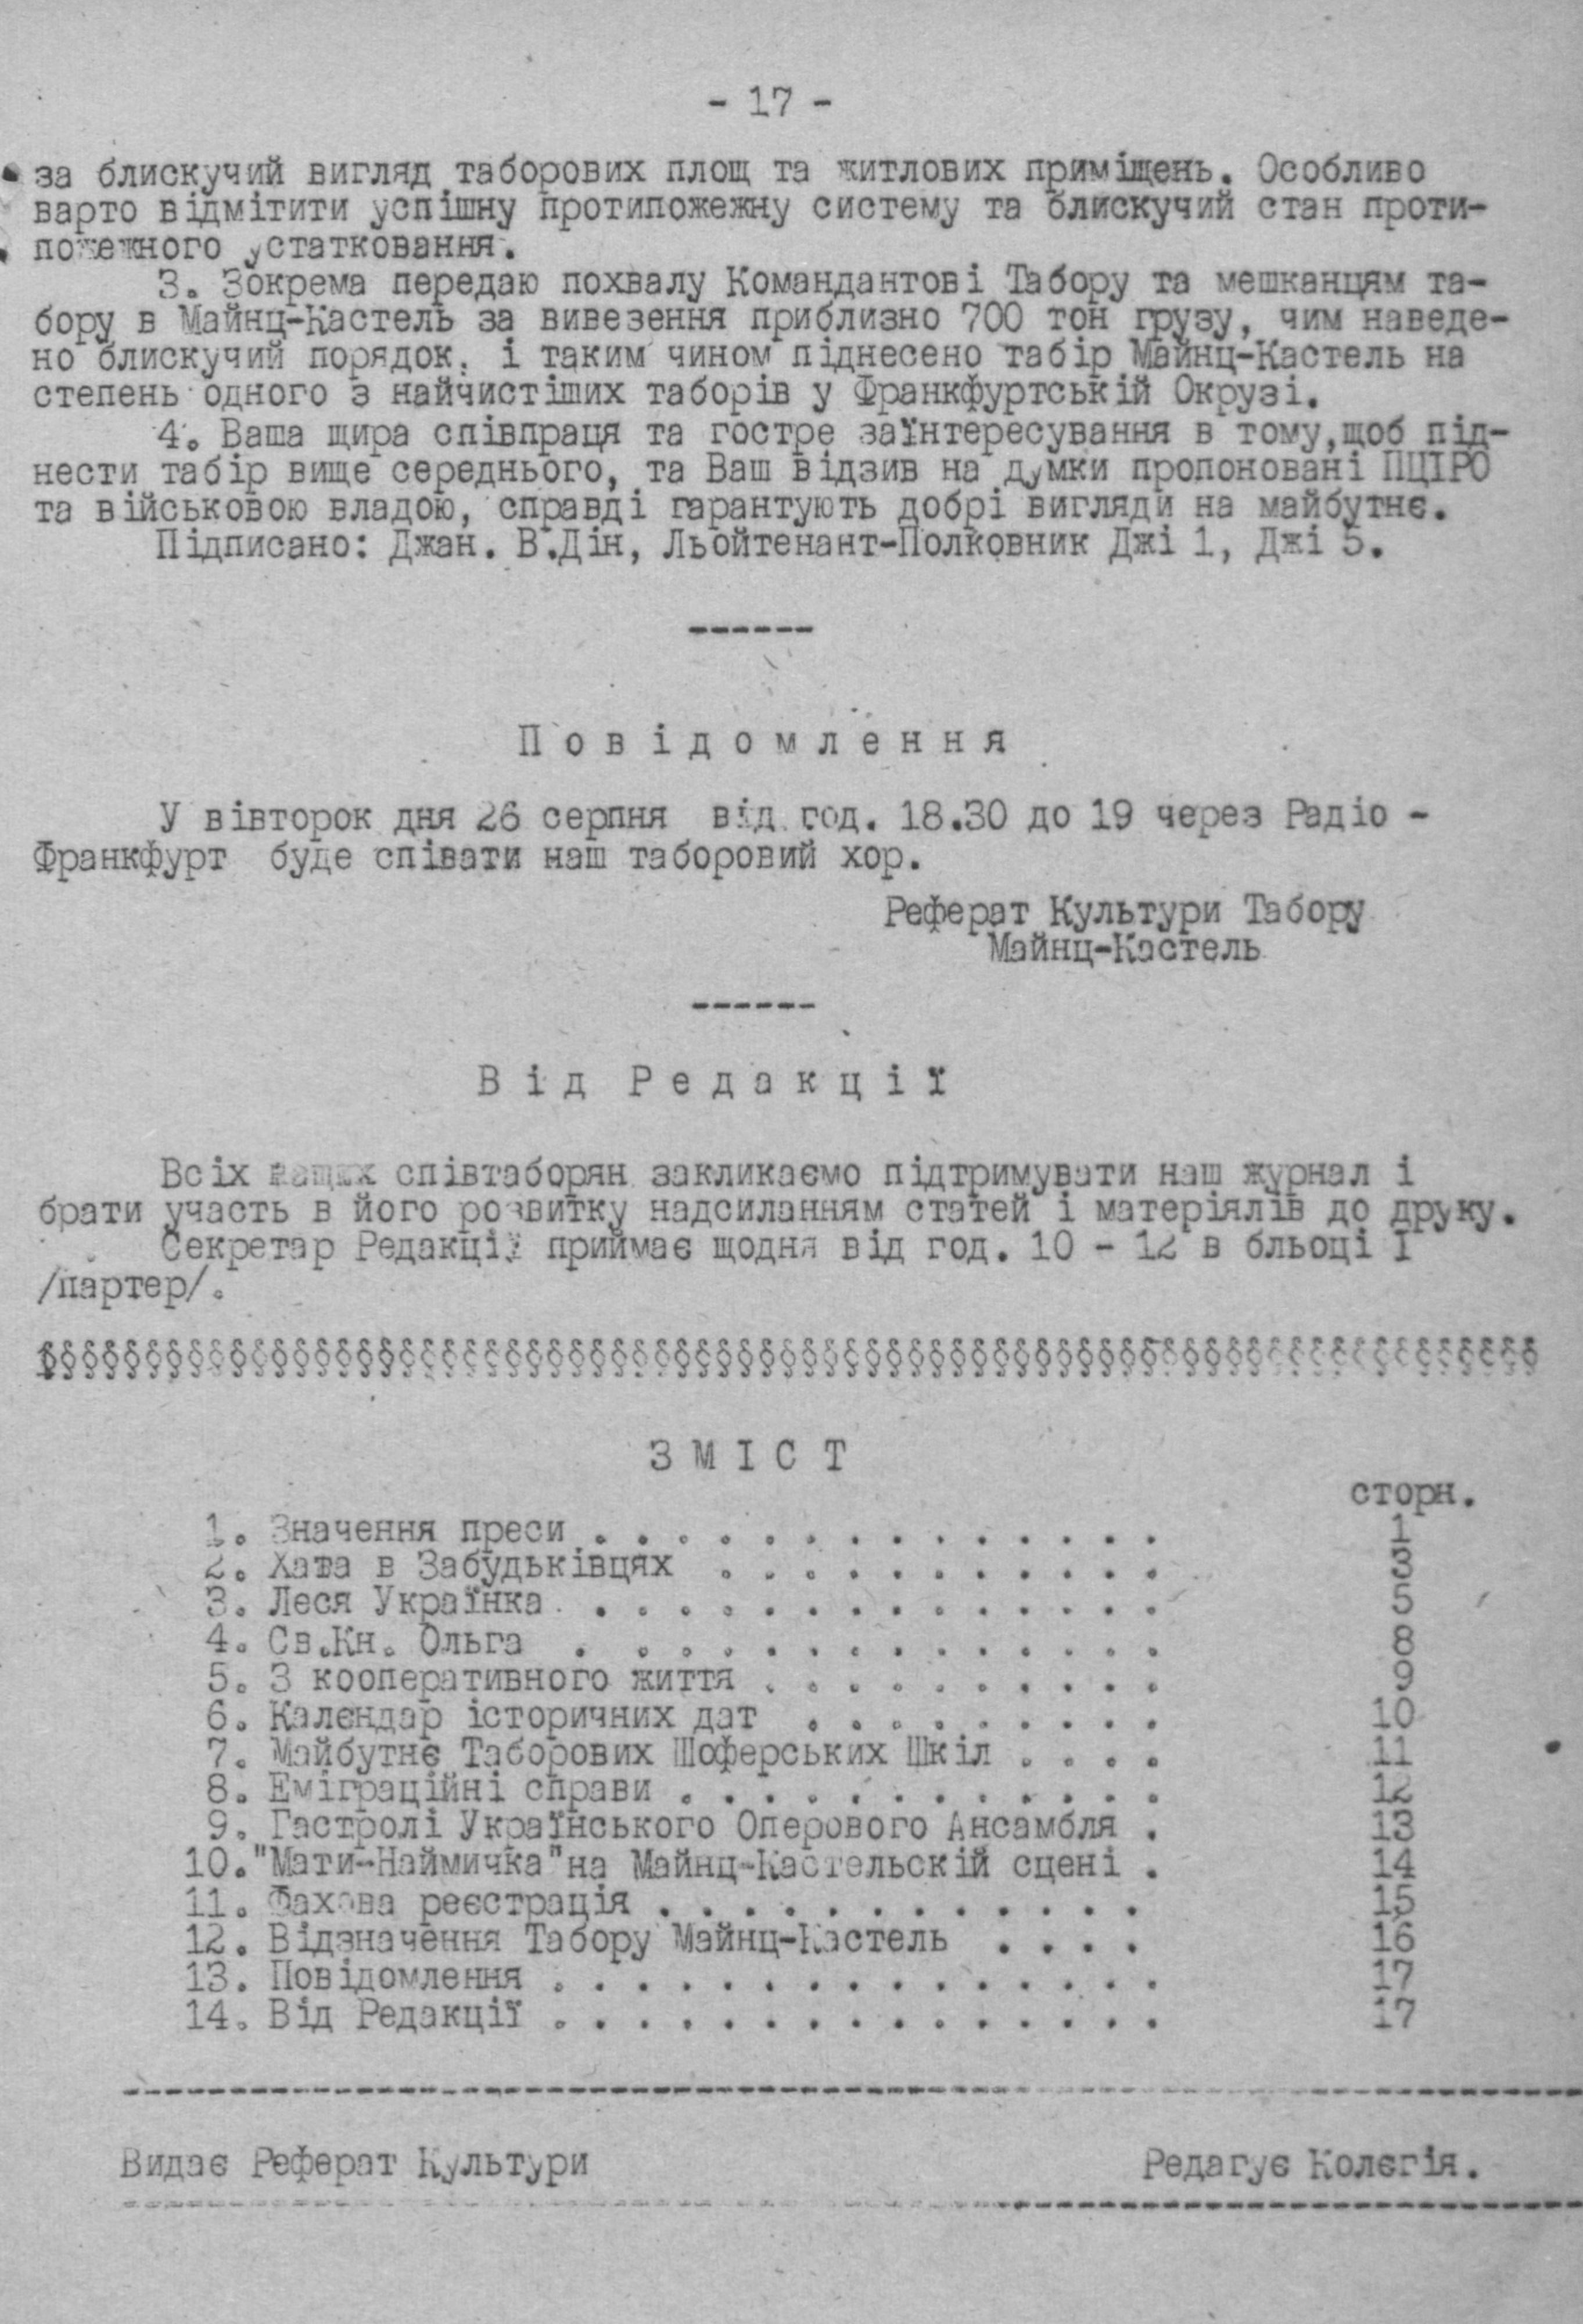 - 17 -
за блискучий вигляд таборових площ та житлових приміщень. Особливо
варто відмітити успішну протипожежну систему та блискучий стан проти-
пожежного устатковання.
3. Зокрема передаю похвалу Командантові Табору та мешканцям та-
бору в Майнц-Кастель за вивезення приблизно 700 тон грузу, чим наведе-
но блискучий порядок. і таким чином піднесено табір Майнц-Кастель на
степень одного з найчистіших таборів у Франкфуртській Окрузі.
4. Ваша щира співпраця та гостре заїнтересування в тому,щоб під-
нести табір вище середнього, та Ваш відзив на думки пропоновані ПЦІРО
та військовою владою, справді гарантують добрі вигляди на майбутнє.
Підписано: Джан. В.Дін, Льойтенант-Полковник Джі 1, Джі 5.
------
П о в і д о м л е н н я
У вівторок дня 26 серпня від год. 18.30 до 19 через Радіо -
Франкфурт буде співати наш таборовий хор.
Реферат Культури Табору
Майнц-Кастель
------
В і д Р е д а к ц і ї
Всіх наших співтаборян закликаємо підтримувати наш журнал і
брати участь в його розвитку надсиланням статей і матеріялів до друку.
Секретар Редакції приймає щодня від год. 10 - 12 в бльоці І
/партер/.
§§§§§§§§§§§§§§§§§§§§§§§§§§§§§§§§§§§§§§§§§§§§§§§§§§§§§§§§§§§§§§§§§§§§§§§
З М І С Т
сторн.
1. Значення преси . . . . . . . . . . . . . . 1
2. Хата в Забудьківцях . . . . . . . . . . . 3
3. Леся Українка . . . . . . . . . . . . . . 5
4. Св.Кн. Ольга . . . . . . . . . . . . . . 8
5. З кооперативного життя . . . . . . . . . . 9
6. Календар історичних дат . . . . . . . . . 10
7. Майбутнє Таборових Шоферських Шкіл . . . . 11
8. Еміграційні справи . . . . . . . . . . . . 12
9. Гастролі Українського Оперового Ансамбля . 13
10."Мати-Наймичка"на Майнц-Кастельскій сцені . 14
11. Фахова реєстрація . . . . . . . . . . . . 15
12. Відзначення Табору Майнц-Кастель . . . . 16
13. Повідомлення . . . . . . . . . . . . . . . 17
14. Від Редакції . . . . . . . . . . . . . . . 17
Видає Реферат Культури Редагує Колєгія.